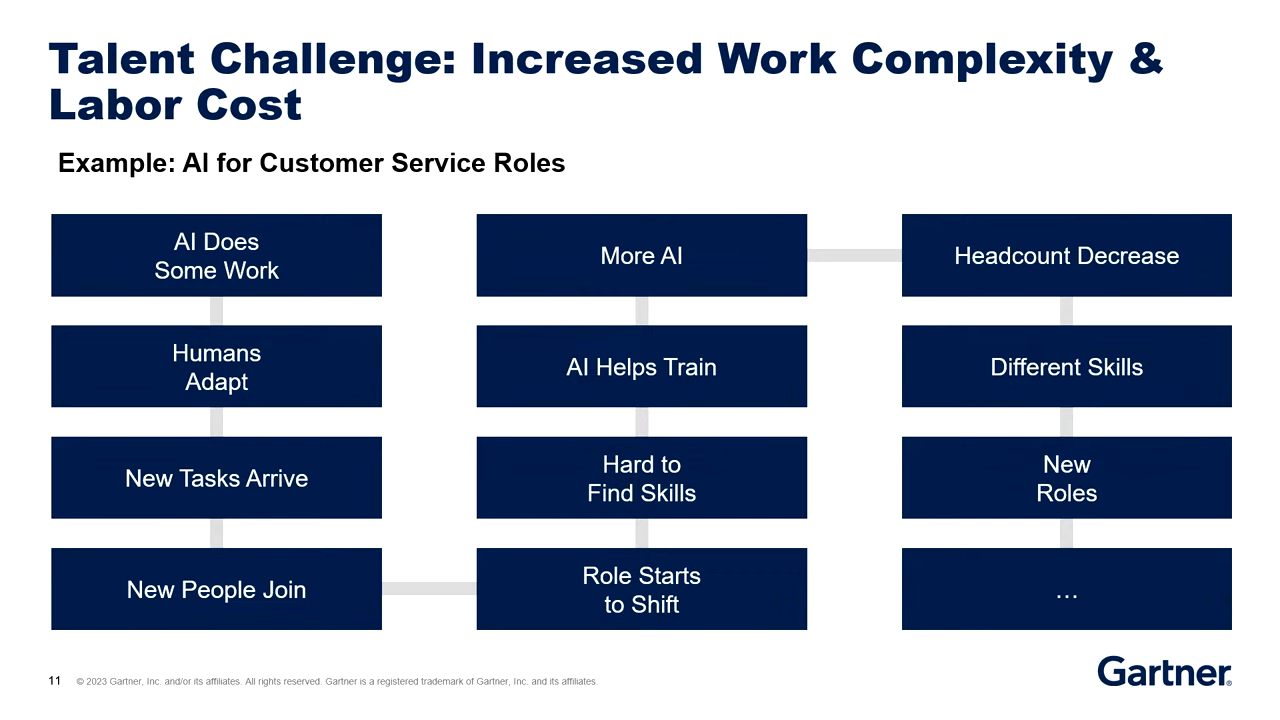 Talent Challenge: Increased Work Complexity &
Labor Cost
Example: AI for Customer Service Roles
AI Does
Some Work
Humans
Adapt
New Tasks Arrive
New People Join
More AI
AI Helps Train
Hard to
Find Skills
Role Starts
to Shift
Headcount Decrease
Different Skills
New
Roles
…
11 © 2023 Gartner, Inc. and/or its affiliates. All rights reserved. Gartner is a registered trademark of Gartner, Inc. and its affiliates.
Gartner®